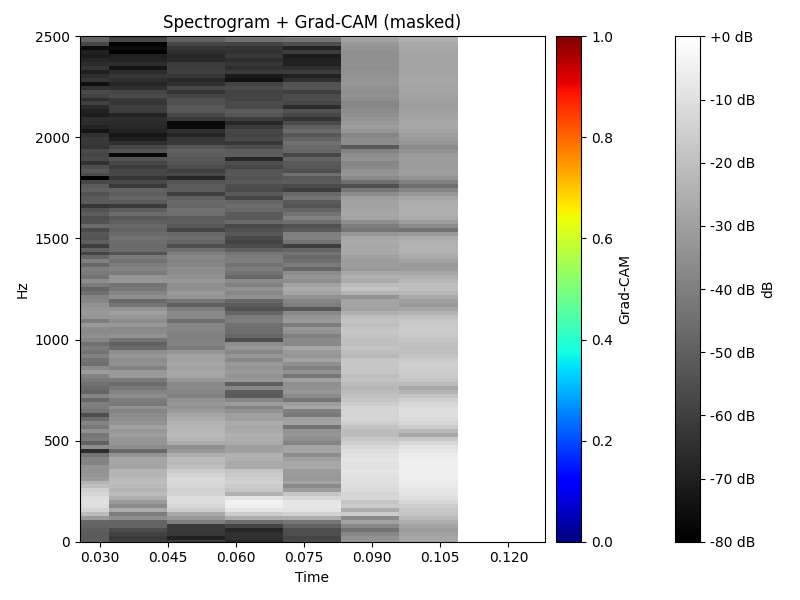 Spectrogram + Grad-CAM (masked)
2500
2000
1500
1000
500
0
Hz
0.030
0.045
0.060
0.075
0.090
0.105
0.120
Time
1.0
0.8
0.6
0.4
0.2
0.0
Grad-CAM
+0 dB
-10 dB
-20 dB
-30 dB
-40 dB
-50 dB
-60 dB
-70 dB
-80 dB
dB